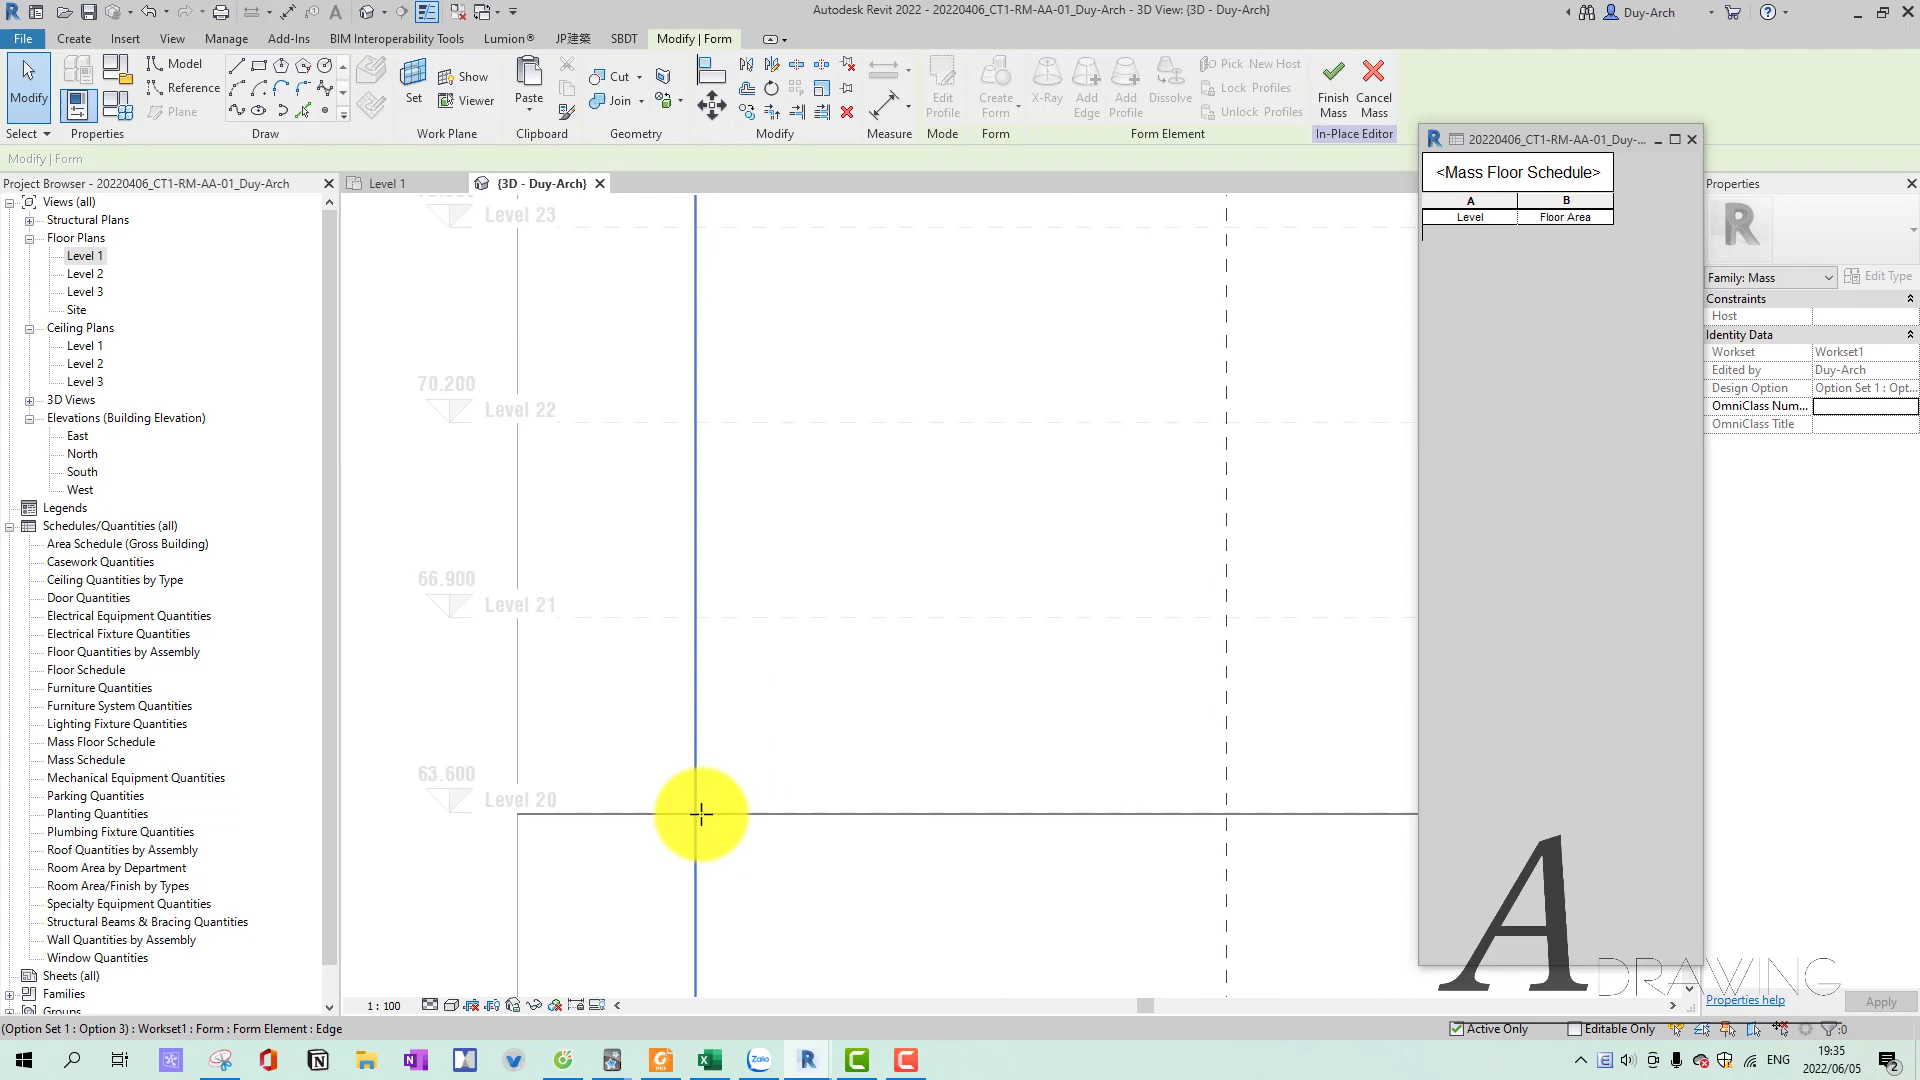 Autodesk Revit 2022 - 20220406_CT1-RM-AA-01_Duy-Arch - 3D View: {3D - Duy-Arch}
Duy-Arch
File
Create
Insert
View
Manage
Add-Ins
BIM Interoperability Tools
Lumion®
JP建築
SBDT
Modify | Form
Modify
Model
Reference
Plane
Set
Show
Viewer
Paste
Cut
Join
Edit Profile
Create Form
X-Ray
Add Edge
Add Profile
Dissolve
Pick New Host
Lock Profiles
Unlock Profiles
Finish Mass
Cancel Mass
Select
Properties
Draw
Work Plane
Clipboard
Geometry
Modify
Measure
Mode
Form
Form Element
In-Place Editor
Modify | Form
Project Browser - 20220406_CT1-RM-AA-01_Duy-Arch
Views (all)
Structural Plans
Floor Plans
Level 1
Level 2
Level 3
Site
Ceiling Plans
Level 1
Level 2
Level 3
3D Views
Elevations (Building Elevation)
East
North
South
West
Legends
Schedules/Quantities (all)
Area Schedule (Gross Building)
Casework Quantities
Ceiling Quantities by Type
Door Quantities
Electrical Equipment Quantities
Electrical Fixture Quantities
Floor Quantities by Assembly
Floor Schedule
Furniture Quantities
Furniture System Quantities
Lighting Fixture Quantities
Mass Floor Schedule
Mass Schedule
Mechanical Equipment Quantities
Parking Quantities
Planting Quantities
Plumbing Fixture Quantities
Roof Quantities by Assembly
Room Area by Department
Room Area/Finish by Types
Specialty Equipment Quantities
Structural Beams & Bracing Quantities
Wall Quantities by Assembly
Window Quantities
Sheets (all)
Families
Groups
Level 1
{3D - Duy-Arch}
Level 23
70.200
Level 22
66.900
Level 21
63.600
Level 20
1 : 100
20220406_CT1-RM-AA-01_Duy-...
<Mass Floor Schedule>
A B
Level Floor Area
Properties
R
Family: Mass
Edit Type
Constraints
Host
Identity Data
Workset Workset1
Edited by Duy-Arch
Design Option Option Set 1 : Opt...
OmniClass Num...
OmniClass Title
A DRAWING
Properties help
Apply
(Option Set 1 : Option 3) : Workset1 : Form : Form Element : Edge
Active Only
Editable Only
:0
Zalo
ENG
19:35
2022/06/05
2